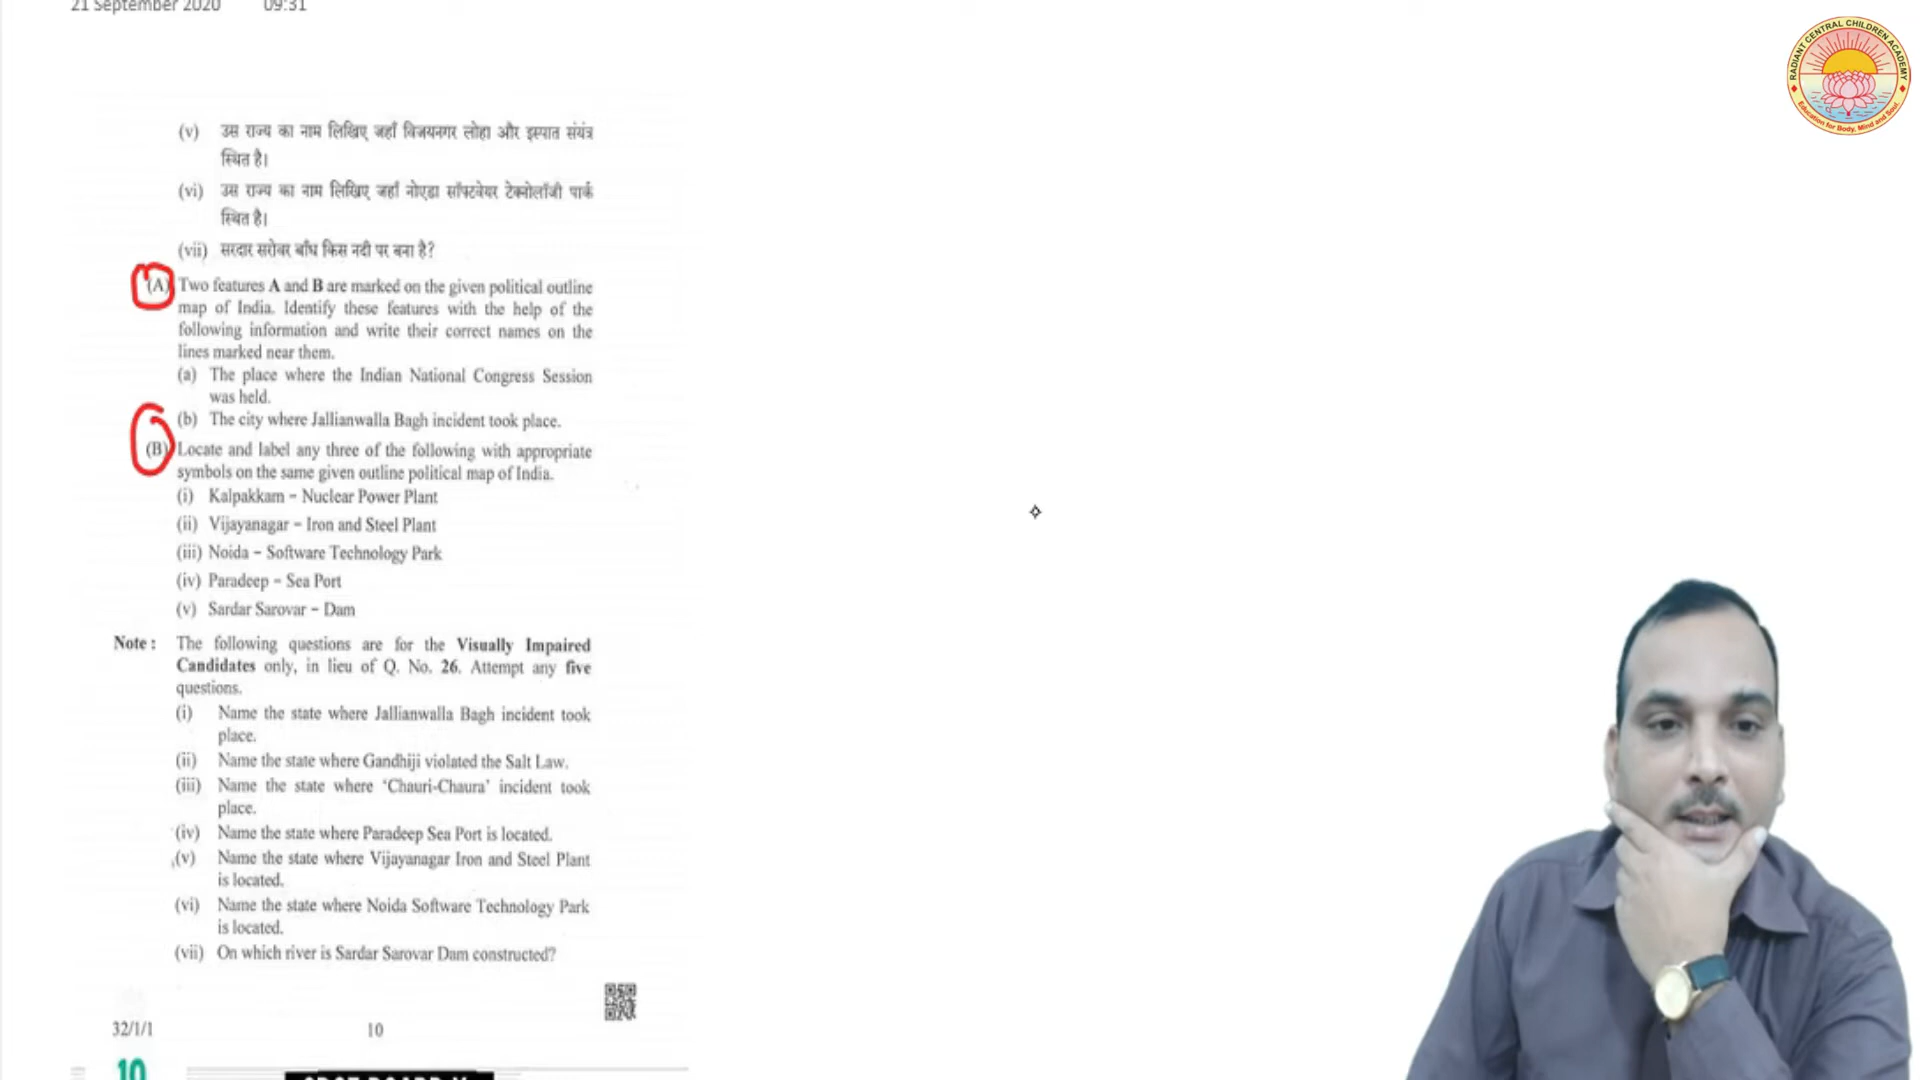 21 September 2020 09:31
RADIANT CENTRAL CHILDREN ACADEMY
Education for Body, Mind and Soul
(v) उस राज्य का नाम लिखिए जहाँ विजयनगर लोहा और इस्पात संयंत्र
स्थित है।
(vi) उस राज्य का नाम लिखिए जहाँ नोएडा सॉफ्टवेयर टेक्नोलॉजी पार्क
स्थित है।
(vii) सरदार सरोवर बाँध किस नदी पर बना है?
(A) Two features A and B are marked on the given political outline
map of India. Identify these features with the help of the
following information and write their correct names on the
lines marked near them.
(a) The place where the Indian National Congress Session
was held.
(b) The city where Jallianwalla Bagh incident took place.
(B) Locate and label any three of the following with appropriate
symbols on the same given outline political map of India.
(i) Kalpakkam – Nuclear Power Plant
(ii) Vijayanagar – Iron and Steel Plant
(iii) Noida – Software Technology Park
(iv) Paradeep – Sea Port
(v) Sardar Sarovar – Dam
Note : The following questions are for the Visually Impaired
Candidates only, in lieu of Q. No. 26. Attempt any five
questions.
(i) Name the state where Jallianwalla Bagh incident took
place.
(ii) Name the state where Gandhiji violated the Salt Law.
(iii) Name the state where ‘Chauri-Chaura’ incident took
place.
(iv) Name the state where Paradeep Sea Port is located.
(v) Name the state where Vijayanagar Iron and Steel Plant
is located.
(vi) Name the state where Noida Software Technology Park
is located.
(vii) On which river is Sardar Sarovar Dam constructed?
32/1/1 10
10